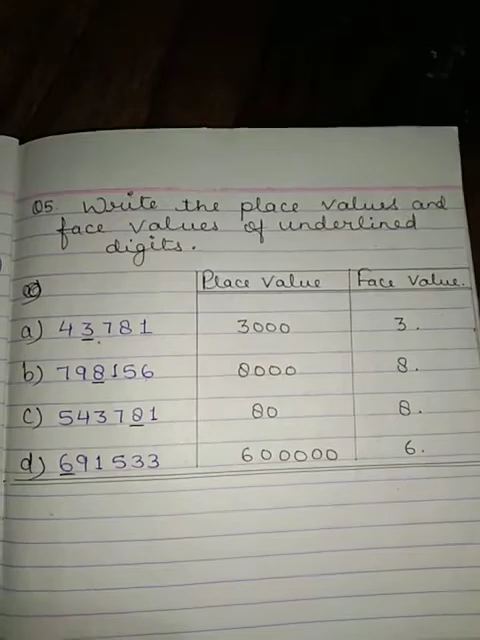 Q5. Write the place values and
face values of underlined
digits.
Place Value Face Value.
a) 43781 3000 3.
b) 798156 8000 8.
c) 543781 80 8.
d) 691533 600000 6.